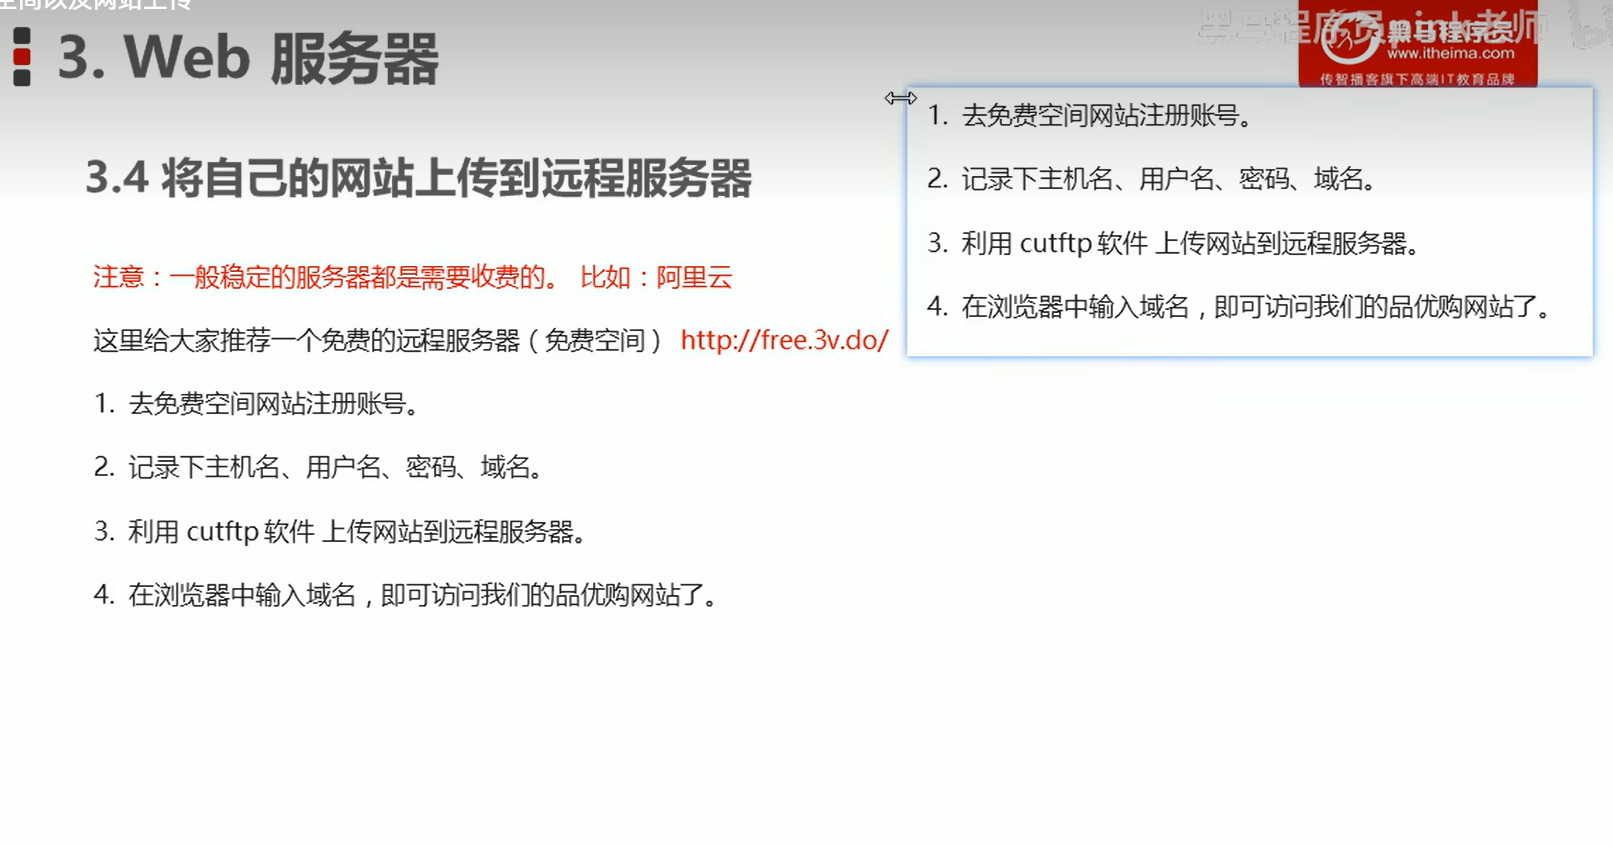 空间以及网站上传
3. Web 服务器
黑马程序员pink老师
www.itheima.com
传智播客旗下高端IT教育品牌
3.4 将自己的网站上传到远程服务器
注意：一般稳定的服务器都是需要收费的。 比如：阿里云
这里给大家推荐一个免费的远程服务器（免费空间） http://free.3v.do/
1. 去免费空间网站注册账号。
2. 记录下主机名、用户名、密码、域名。
3. 利用 cutftp 软件 上传网站到远程服务器。
4. 在浏览器中输入域名，即可访问我们的品优购网站了。
1. 去免费空间网站注册账号。
2. 记录下主机名、用户名、密码、域名。
3. 利用 cutftp 软件 上传网站到远程服务器。
4. 在浏览器中输入域名，即可访问我们的品优购网站了。